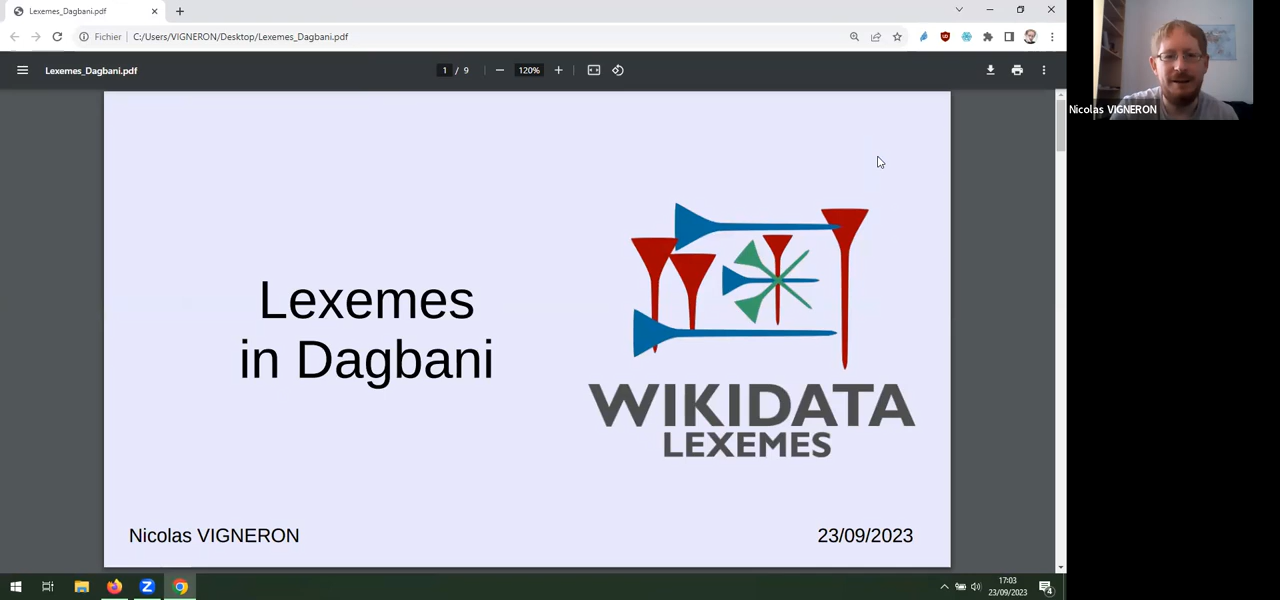 Lexemes_Dagbani.pdf
Fichier
C:/Users/VIGNERON/Desktop/Lexemes_Dagbani.pdf
Lexemes_Dagbani.pdf
1 / 9
120%
Lexemes
in Dagbani
WIKIDATA
LEXEMES
Nicolas VIGNERON
23/09/2023
Nicolas VIGNERON
17:03
23/09/2023
4